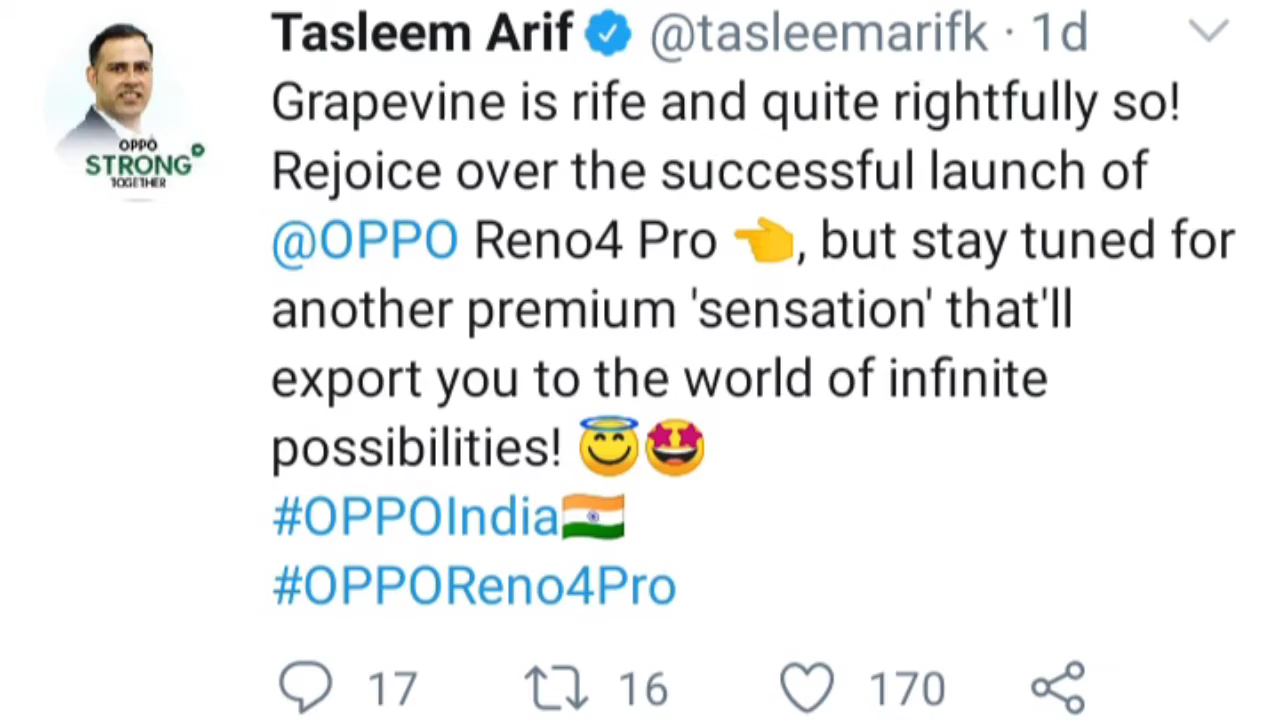 Tasleem Arif @tasleemarifk · 1d
Grapevine is rife and quite rightfully so!
Rejoice over the successful launch of
@OPPO Reno4 Pro 👈, but stay tuned for
another premium 'sensation' that'll
export you to the world of infinite
possibilities! 😇🤩
#OPPOIndia🇮🇳
#OPPOReno4Pro
17 16 170
OPPO
STRONG
TOGETHER